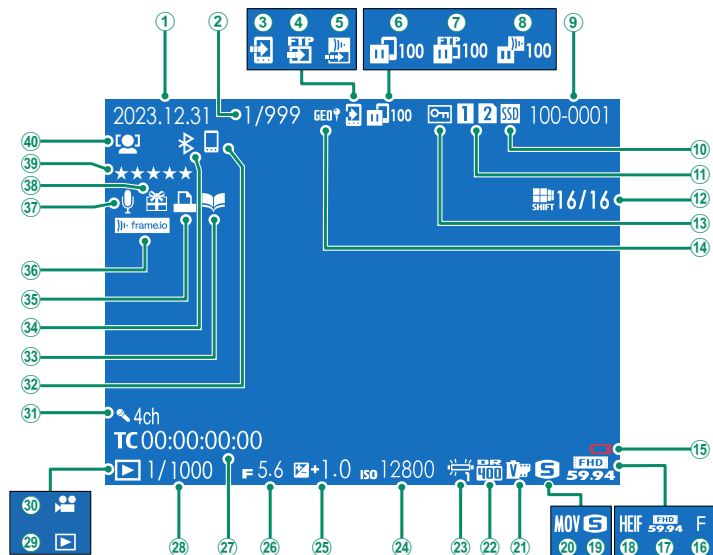 ① ② ③ ④ ⑤ ⑥ ⑦ ⑧ ⑨
FTP 100 FTP 100 100
2023.12.31 1/999 GEO 100 1 2 SSD 100-0001
㊵ ⑩
㊴ ★★★★★ ⑪
㊳ SHIFT 16/16 ⑫
㊲ ⑬
frame.io ⑭
㊱
㉟
㉞
㉝
㉜
㉛ 4ch
TC 00:00:00:00 ⑮
1/1000 F 5.6 +1.0 ISO 12800 DR 400 V S FHD 59.94
㉚ MOV S HEIF FHD 59.94 F
㉙ ㉘ ㉗ ㉖ ㉕ ㉔ ㉓ ㉒ ㉑ ⑳ ⑲ ⑱ ⑰ ⑯